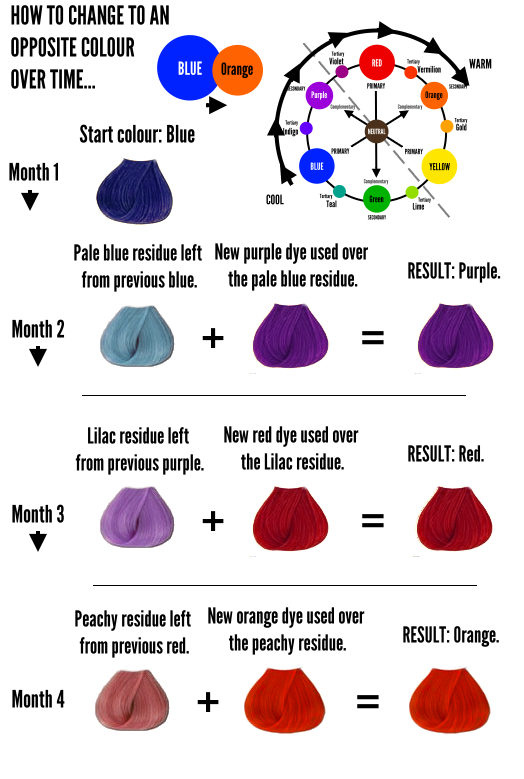 HOW TO CHANGE TO AN
OPPOSITE COLOUR
OVER TIME...
BLUE
Orange
Tertiary
Violet
RED
PRIMARY
Tertiary
Vermilion
WARM
SECONDARY
Purple
Orange
SECONDARY
Complementary
Complementary
Tertiary
Indigo
NEUTRAL
Tertiary
Gold
PRIMARY
PRIMARY
BLUE
YELLOW
Complementary
COOL
Tertiary
Teal
Green
Tertiary
Lime
SECONDARY
Start colour: Blue
Month 1
Pale blue residue left
from previous blue.
New purple dye used over
the pale blue residue.
RESULT: Purple.
Month 2
+
=
Lilac residue left
from previous purple.
New red dye used over
the Lilac residue.
RESULT: Red.
Month 3
+
=
Peachy residue left
from previous red.
New orange dye used over
the peachy residue.
RESULT: Orange.
Month 4
+
=